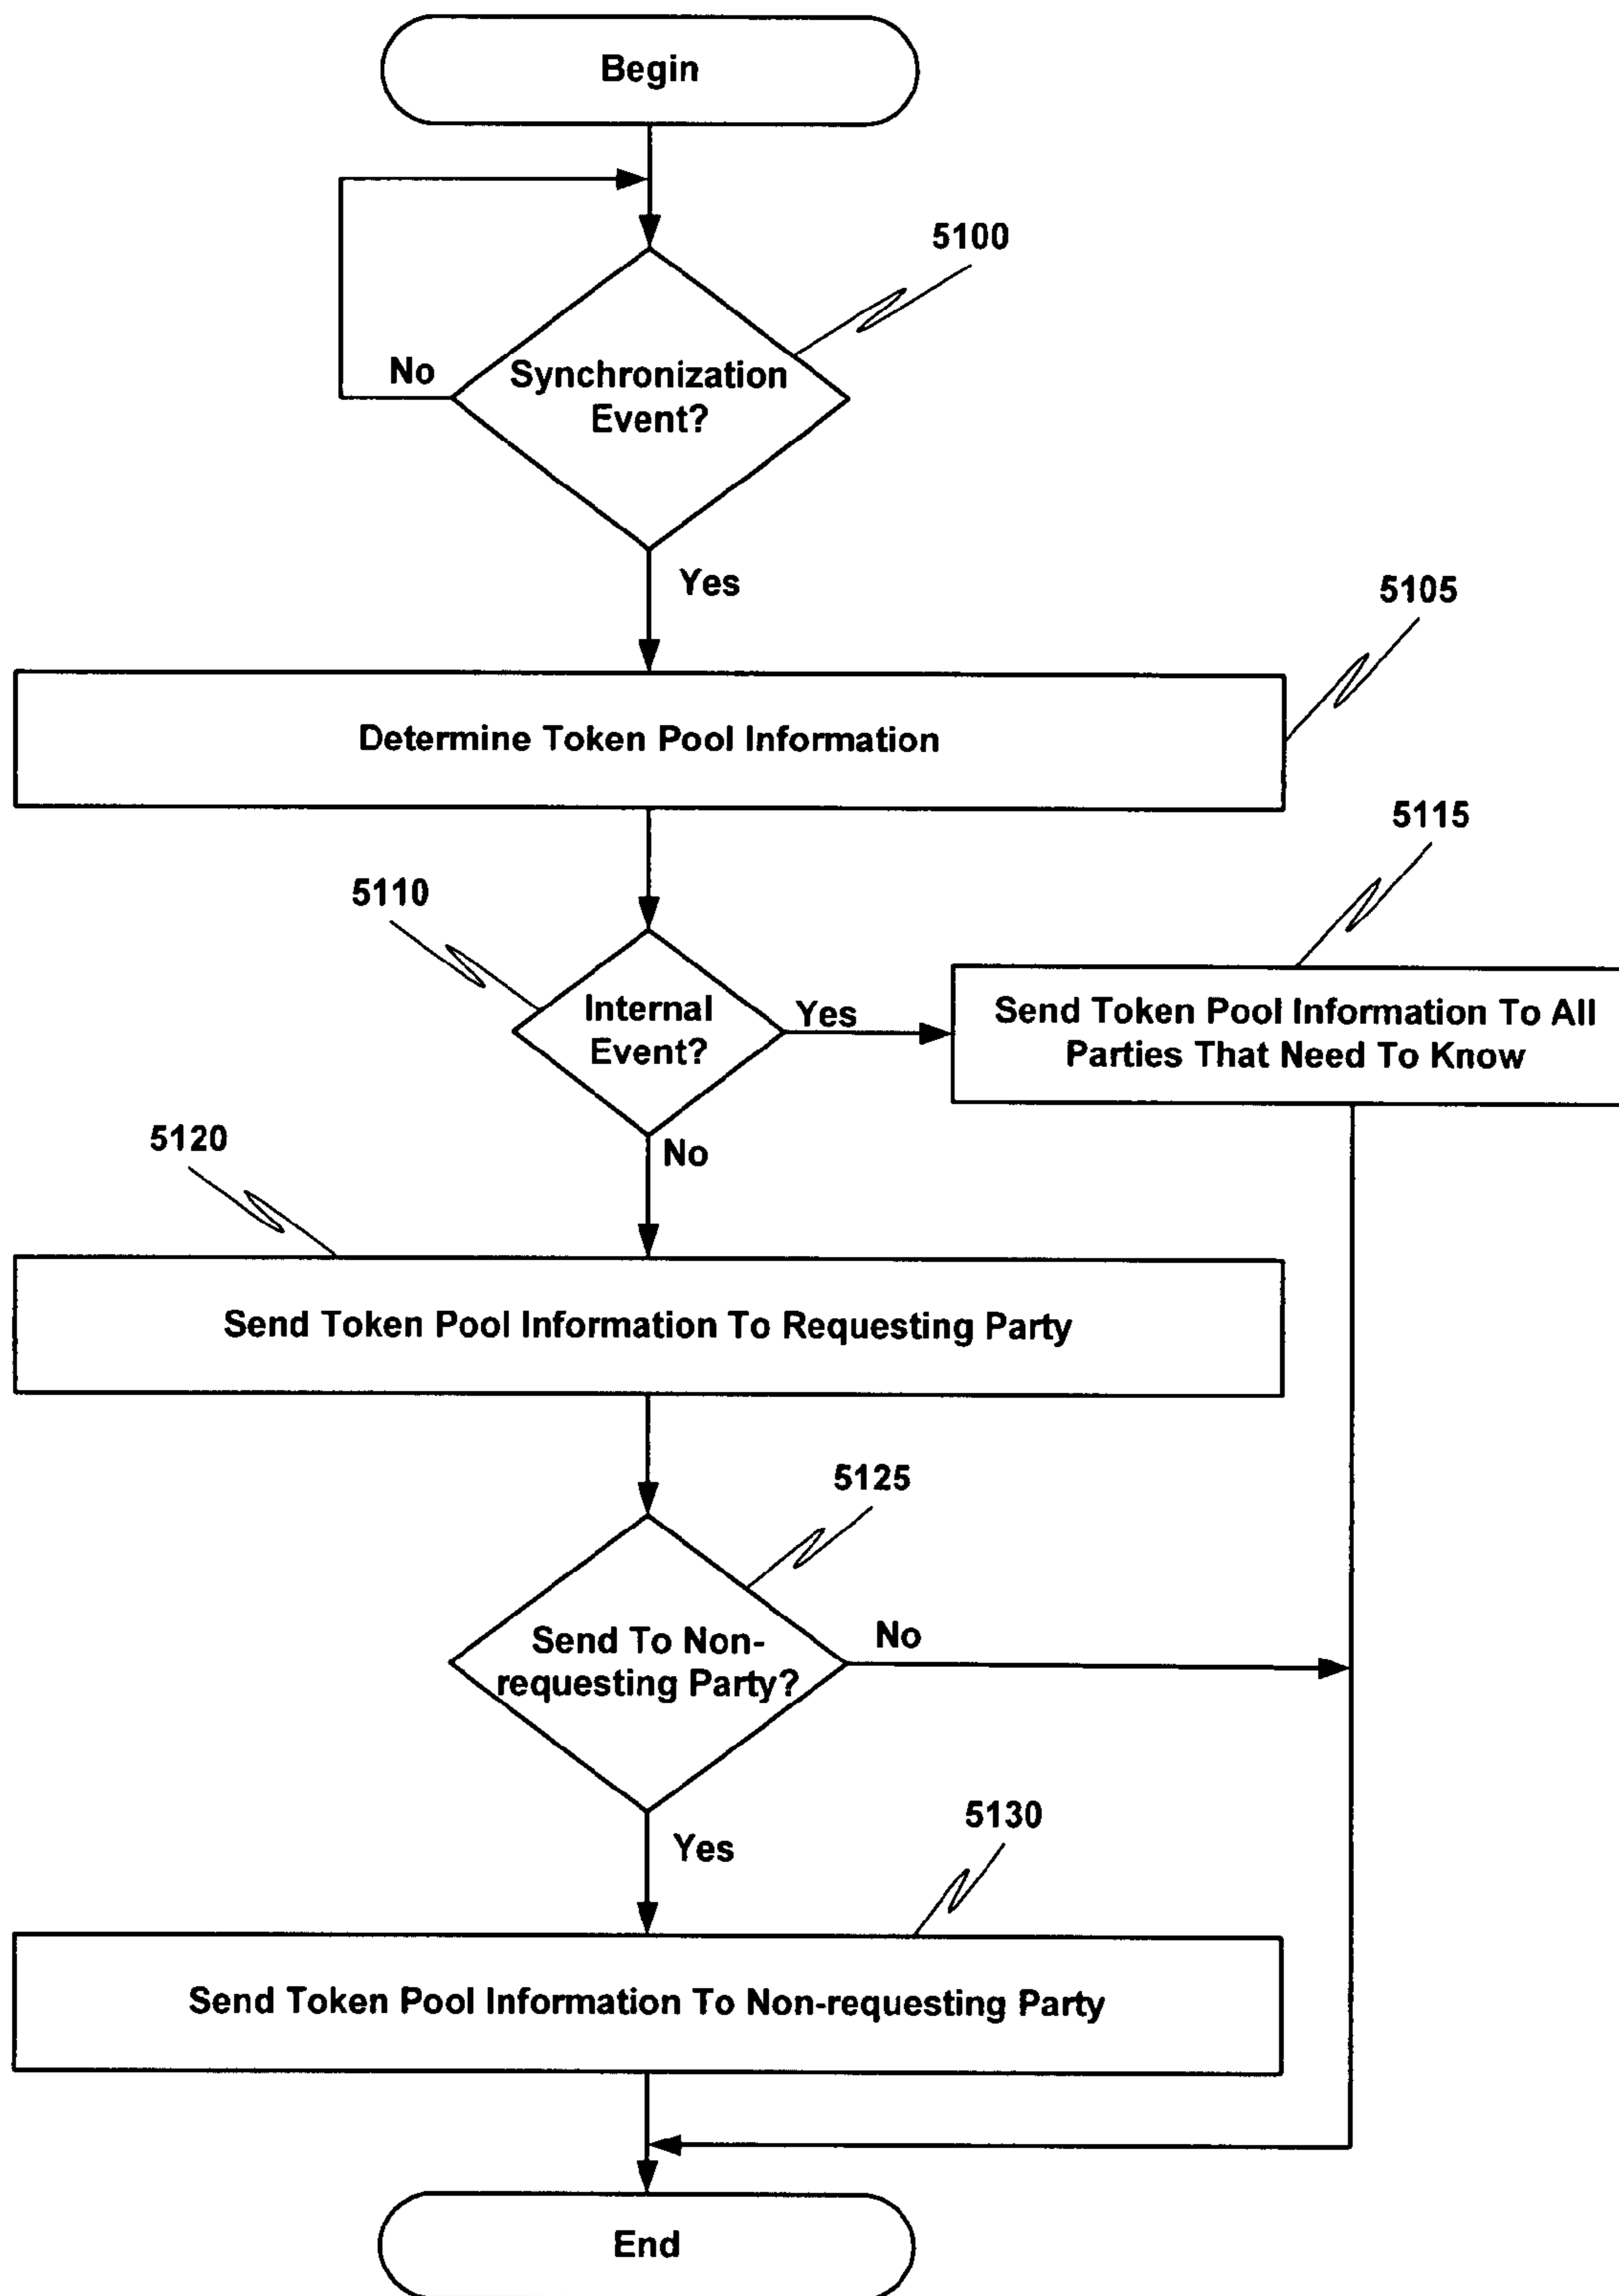 Begin
5100
No
Synchronization
Event?
Yes
5105
Determine Token Pool Information
5115
5110
Internal
Event?
Yes
Send Token Pool Information To All
Parties That Need To Know
No
5120
Send Token Pool Information To Requesting Party
5125
Send To Non-
requesting Party?
No
5130
Yes
Send Token Pool Information To Non-requesting Party
End